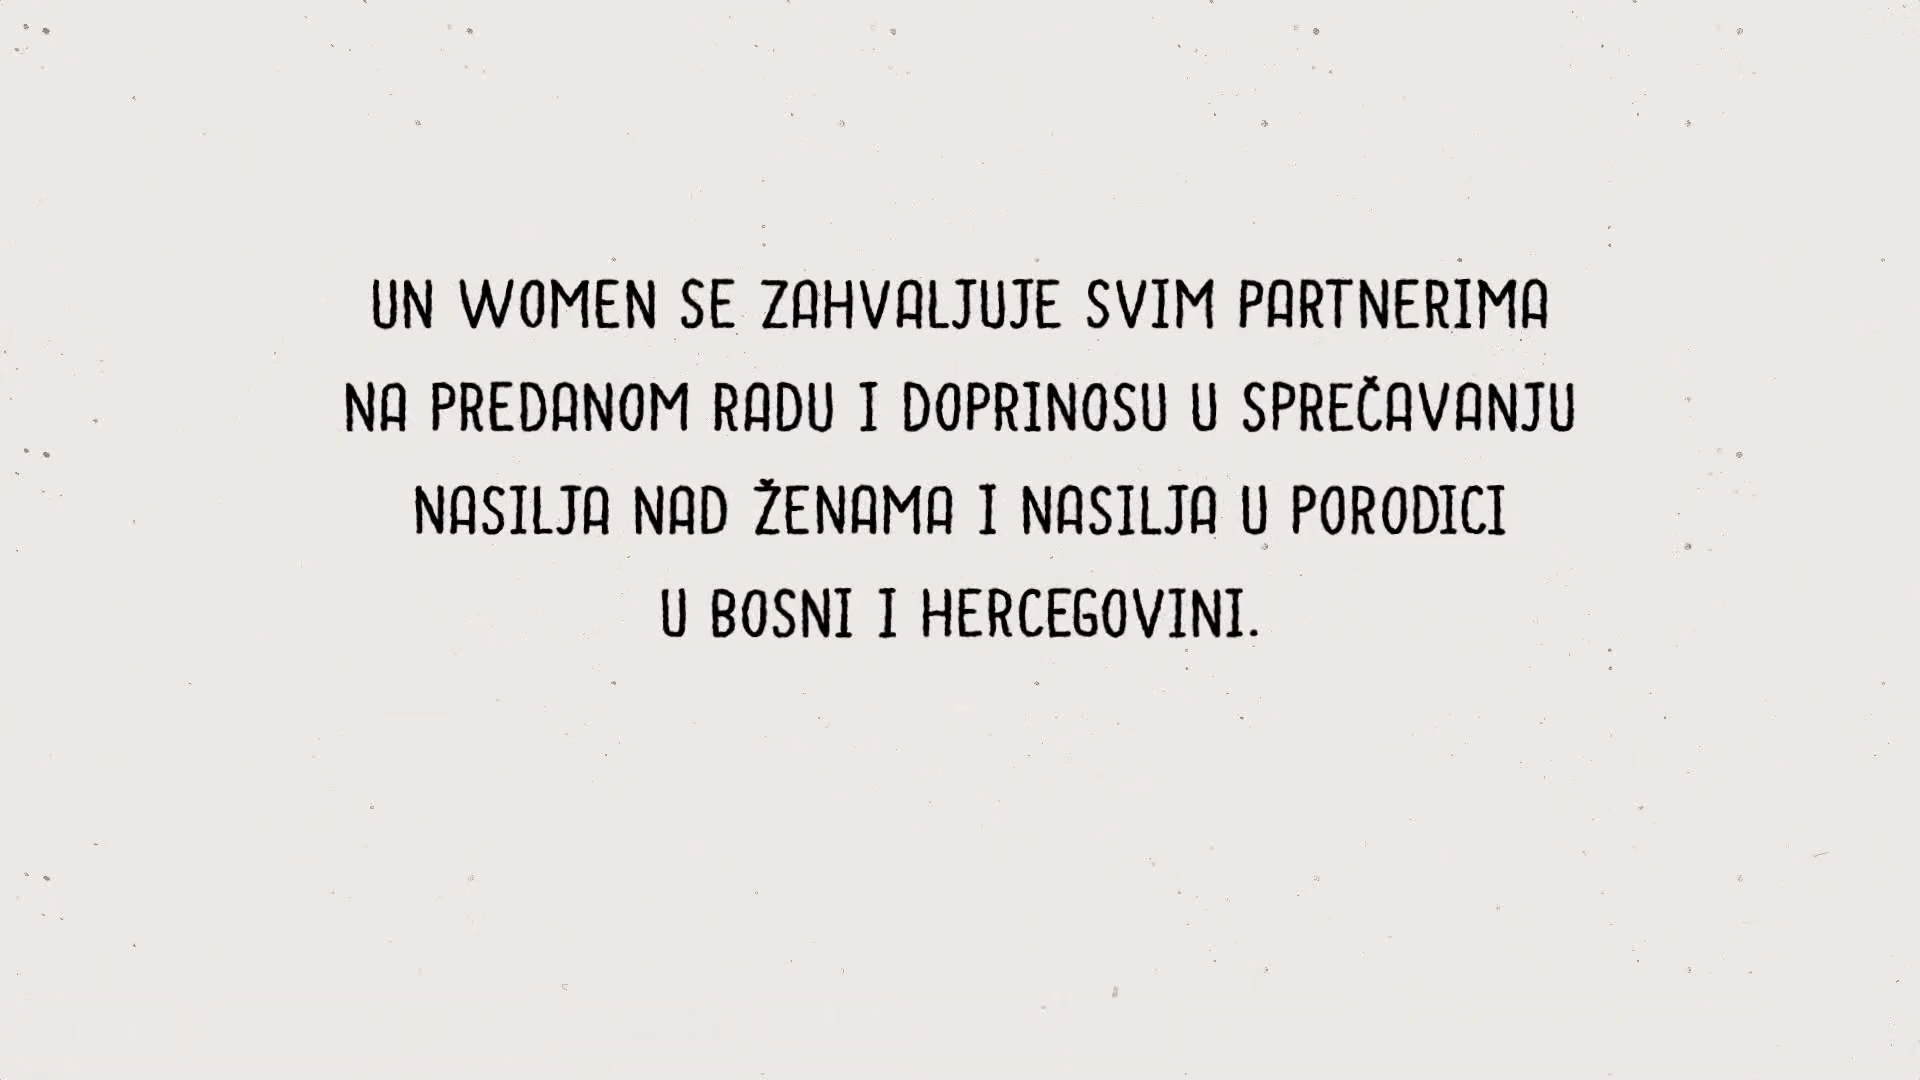 UN WOMEN SE ZAHVALJUJE SVIM PARTNERIMA
NA PREDANOM RADU I DOPRINOSU U SPREČAVANJU
NASILJA NAD ŽENAMA I NASILJA U PORODICI
U BOSNI I HERCEGOVINI.